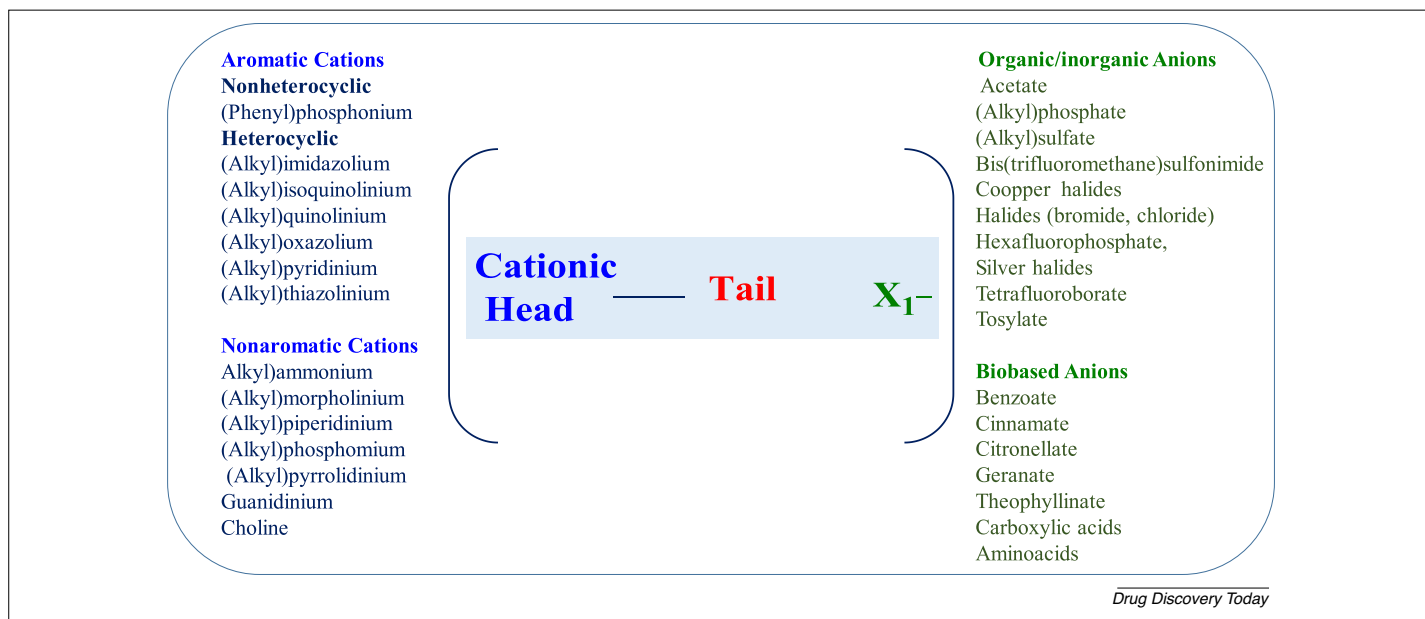 Aromatic Cations
Nonheterocyclic
(Phenyl)phosphonium
Heterocyclic
(Alkyl)imidazolium
(Alkyl)isoquinolinium
(Alkyl)quinolinium
(Alkyl)oxazolium
(Alkyl)pyridinium
(Alkyl)thiazolinium
Nonaromatic Cations
Alkyl)ammonium
(Alkyl)morpholinium
(Alkyl)piperidinium
(Alkyl)phosphomium
(Alkyl)pyrrolidinium
Guanidinium
Choline
Cationic
Head
Tail
X1–
Organic/inorganic Anions
Acetate
(Alkyl)phosphate
(Alkyl)sulfate
Bis(trifluoromethane)sulfonimide
Coopper halides
Halides (bromide, chloride)
Hexafluorophosphate,
Silver halides
Tetrafluoroborate
Tosylate
Biobased Anions
Benzoate
Cinnamate
Citronellate
Geranate
Theophyllinate
Carboxylic acids
Aminoacids
Drug Discovery Today